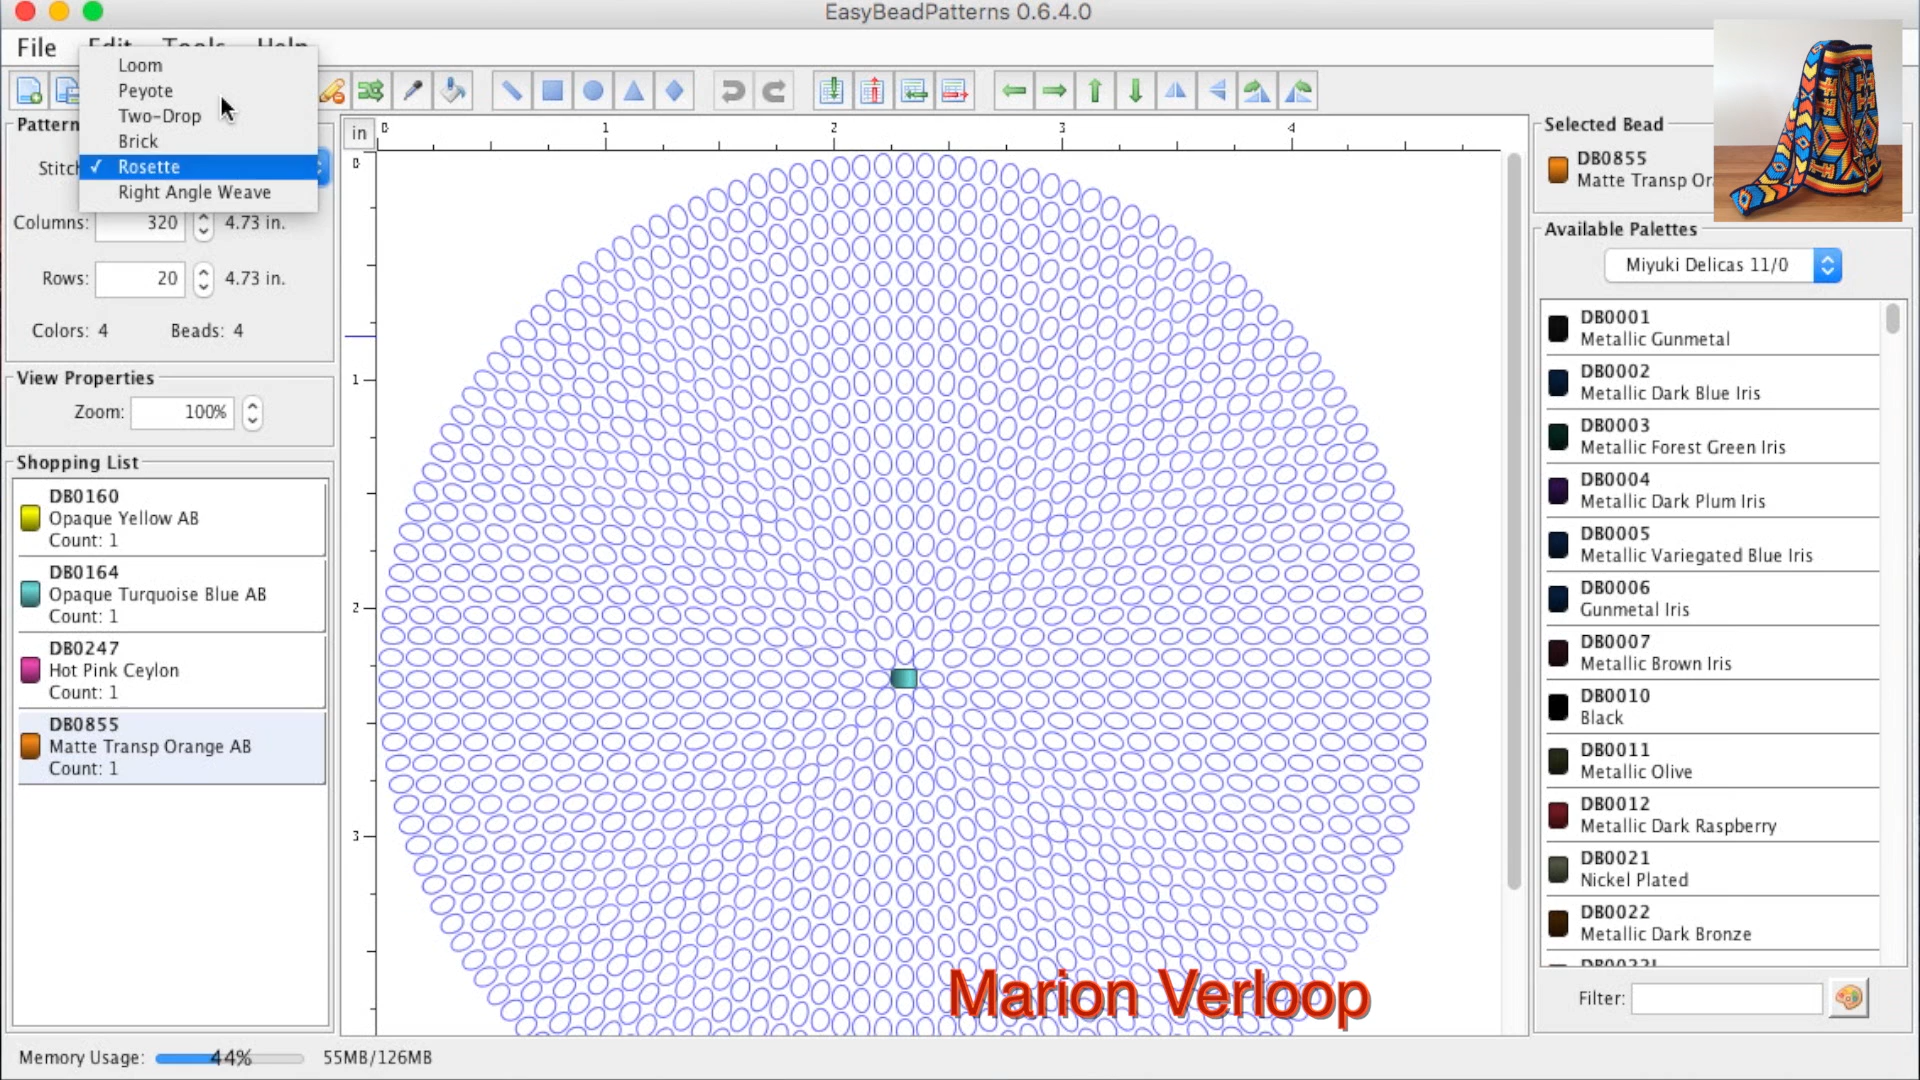 EasyBeadPatterns 0.6.4.0
File Edit Tools Help
Loom
Peyote
Two-Drop
Brick
✓ Rosette
Right Angle Weave
Pattern
Stitch
Columns: 320 4.73 in.
Rows: 20 4.73 in.
Colors: 4 Beads: 4
View Properties
Zoom: 100%
Shopping List
DB0160
Opaque Yellow AB
Count: 1
DB0164
Opaque Turquoise Blue AB
Count: 1
DB0247
Hot Pink Ceylon
Count: 1
DB0855
Matte Transp Orange AB
Count: 1
Memory Usage: 44% 55MB/126MB
in
0 1 2 3 4
0
1
2
3
Marion Verloop
Selected Bead
DB0855
Matte Transp Or
Available Palettes
Miyuki Delicas 11/0
DB0001
Metallic Gunmetal
DB0002
Metallic Dark Blue Iris
DB0003
Metallic Forest Green Iris
DB0004
Metallic Dark Plum Iris
DB0005
Metallic Variegated Blue Iris
DB0006
Gunmetal Iris
DB0007
Metallic Brown Iris
DB0010
Black
DB0011
Metallic Olive
DB0012
Metallic Dark Raspberry
DB0021
Nickel Plated
DB0022
Metallic Dark Bronze
Filter: